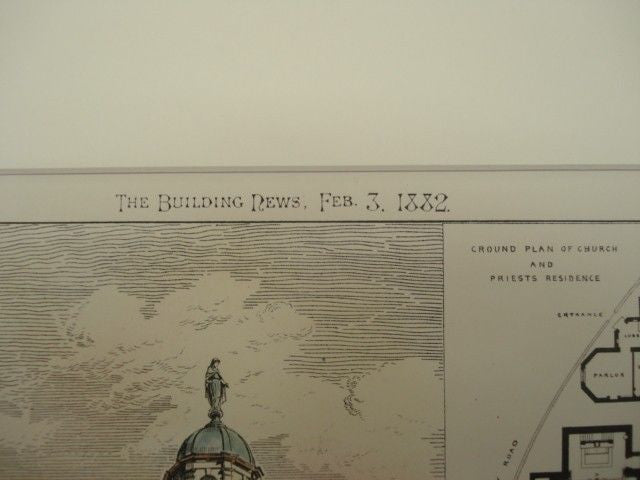 THE BUILDING NEWS, FEB. 3, 1882.
GROUND PLAN OF CHURCH
AND
PRIESTS RESIDENCE
ENTRANCE
PARLOR
ROAD